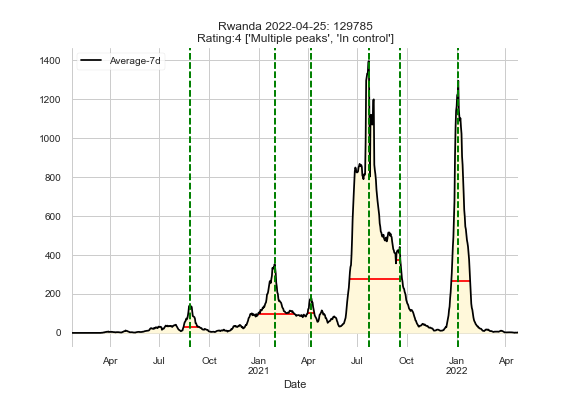 Rwanda 2022-04-25: 129785
Rating:4 ['Multiple peaks', 'In control']
Average-7d
1400
1200
1000
800
600
400
200
0
Apr Jul Oct Jan Apr Jul Oct Jan Apr
2021 2022
Date